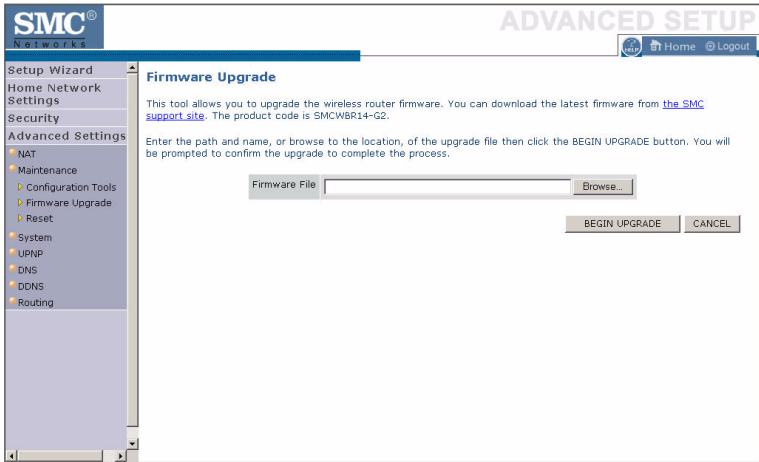 SMC®
Networks
ADVANCED SETUP
HELP
Home
Logout
Setup Wizard
Home Network
Settings
Security
Advanced Settings
NAT
Maintenance
Configuration Tools
Firmware Upgrade
Reset
System
UPNP
DNS
DDNS
Routing
Firmware Upgrade
This tool allows you to upgrade the wireless router firmware. You can download the latest firmware from the SMC
support site. The product code is SMCWBR14-G2.
Enter the path and name, or browse to the location, of the upgrade file then click the BEGIN UPGRADE button. You will
be prompted to confirm the upgrade to complete the process.
Firmware File
Browse...
BEGIN UPGRADE
CANCEL